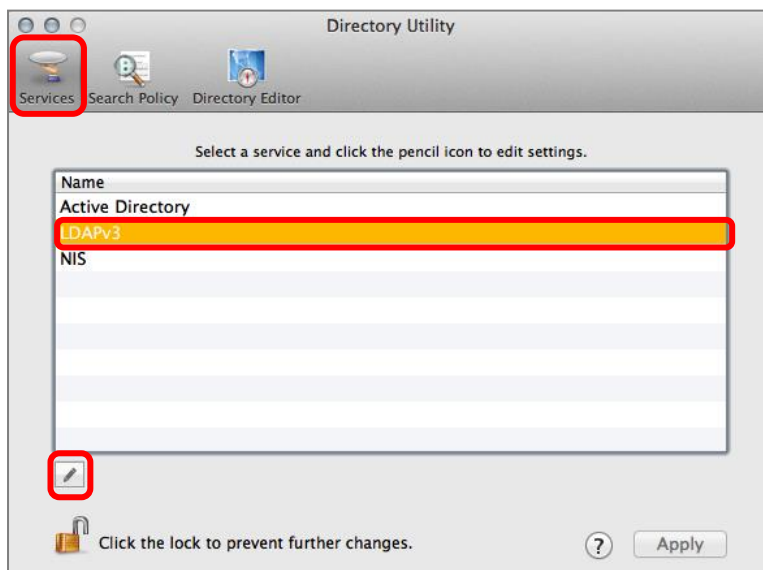 Directory Utility
Services Search Policy Directory Editor
Select a service and click the pencil icon to edit settings.
Name
Active Directory
LDAPv3
NIS
Click the lock to prevent further changes.
? Apply